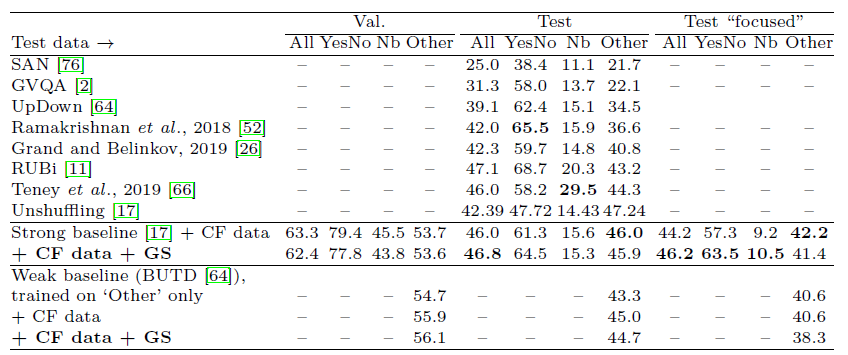 Val. Test Test “focused”
Test data → All YesNo Nb Other All YesNo Nb Other All YesNo Nb Other
SAN [76] – – – – 25.0 38.4 11.1 21.7 – – – –
GVQA [2] – – – – 31.3 58.0 13.7 22.1 – – – –
UpDown [64] – – – – 39.1 62.4 15.1 34.5 – – – –
Ramakrishnan et al., 2018 [52] – – – – 42.0 65.5 15.9 36.6 – – – –
Grand and Belinkov, 2019 [26] – – – – 42.3 59.7 14.8 40.8 – – – –
RUBi [11] – – – – 47.1 68.7 20.3 43.2 – – – –
Teney et al., 2019 [66] – – – – 46.0 58.2 29.5 44.3 – – – –
Unshuffling [17] – – – – 42.39 47.72 14.43 47.24 – – – –
Strong baseline [17] + CF data 63.3 79.4 45.5 53.7 46.0 61.3 15.6 46.0 44.2 57.3 9.2 42.2
+ CF data + GS 62.4 77.8 43.8 53.6 46.8 64.5 15.3 45.9 46.2 63.5 10.5 41.4
Weak baseline (BUTD [64]),
trained on ‘Other’ only – – – 54.7 – – – 43.3 – – – 40.6
+ CF data – – – 55.9 – – – 45.0 – – – 40.6
+ CF data + GS – – – 56.1 – – – 44.7 – – – 38.3